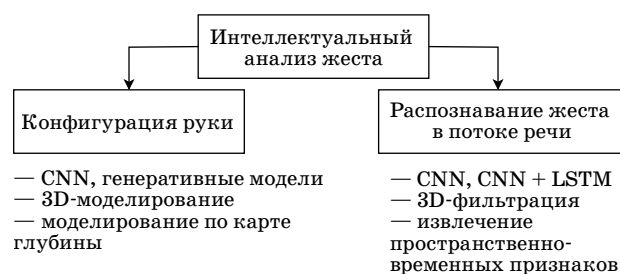 Интеллектуальный
анализ жеста
Конфигурация руки
— CNN, генеративные модели
— 3D-моделирование
— моделирование по карте
глубины
Распознавание жеста
в потоке речи
— CNN, CNN + LSTM
— 3D-фильтрация
— извлечение
пространственно-
временных признаков